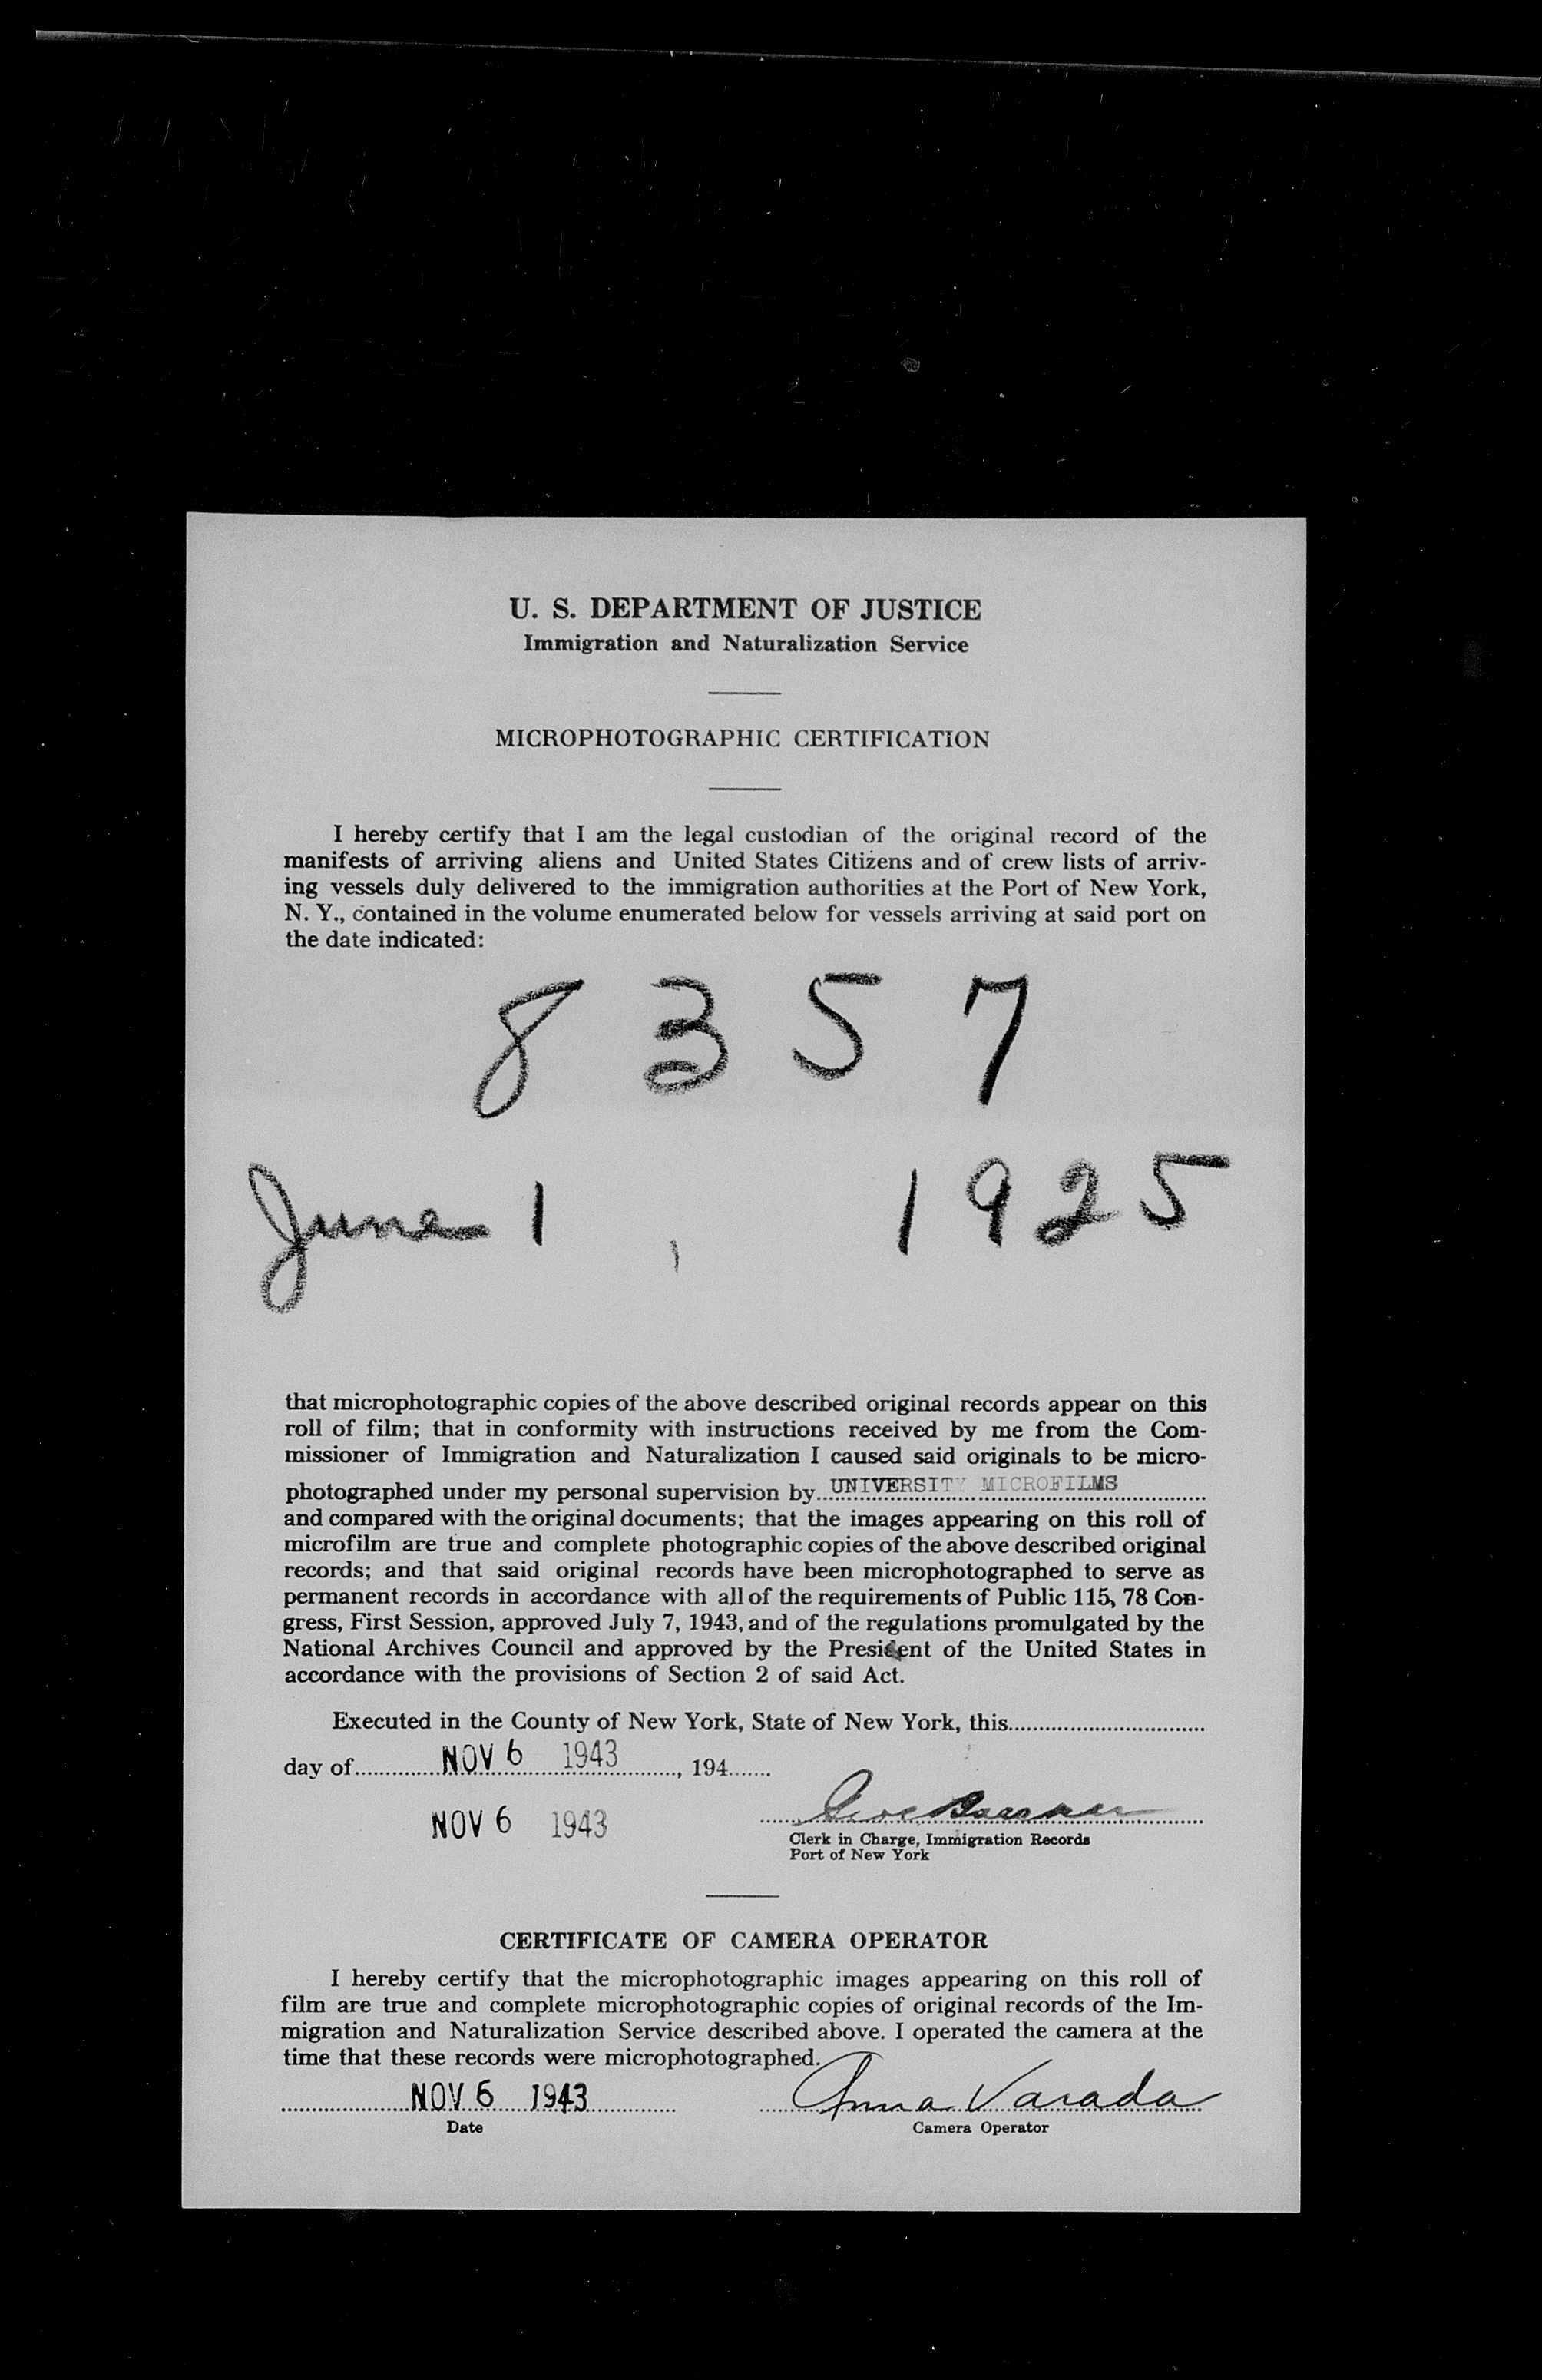 U. S. DEPARTMENT OF JUSTICE
Immigration and Naturalization Service
MICROPHOTOGRAPHIC CERTIFICATION
I hereby certify that I am the legal custodian of the original record of the
manifests of arriving aliens and United States Citizens and of crew lists of arriv-
ing vessels duly delivered to the immigration authorities at the Port of New York,
N. Y., contained in the volume enumerated below for vessels arriving at said port on
the date indicated:
8357
June 1, 1925
that microphotographic copies of the above described original records appear on this
roll of film; that in conformity with instructions received by me from the Com-
missioner of Immigration and Naturalization I caused said originals to be micro-
photographed under my personal supervision by UNIVERSITY MICROFILMS
and compared with the original documents; that the images appearing on this roll of
microfilm are true and complete photographic copies of the above described original
records; and that said original records have been microphotographed to serve as
permanent records in accordance with all of the requirements of Public 115, 78 Con-
gress, First Session, approved July 7, 1943, and of the regulations promulgated by the
National Archives Council and approved by the President of the United States in
accordance with the provisions of Section 2 of said Act.
Executed in the County of New York, State of New York, this
day of NOV 6 1943, 194
NOV 6 1943
Clerk in Charge, Immigration Records
Port of New York
CERTIFICATE OF CAMERA OPERATOR
I hereby certify that the microphotographic images appearing on this roll of
film are true and complete microphotographic copies of original records of the Im-
migration and Naturalization Service described above. I operated the camera at the
time that these records were microphotographed.
NOV 6 1943 Anna Varada
Date Camera Operator